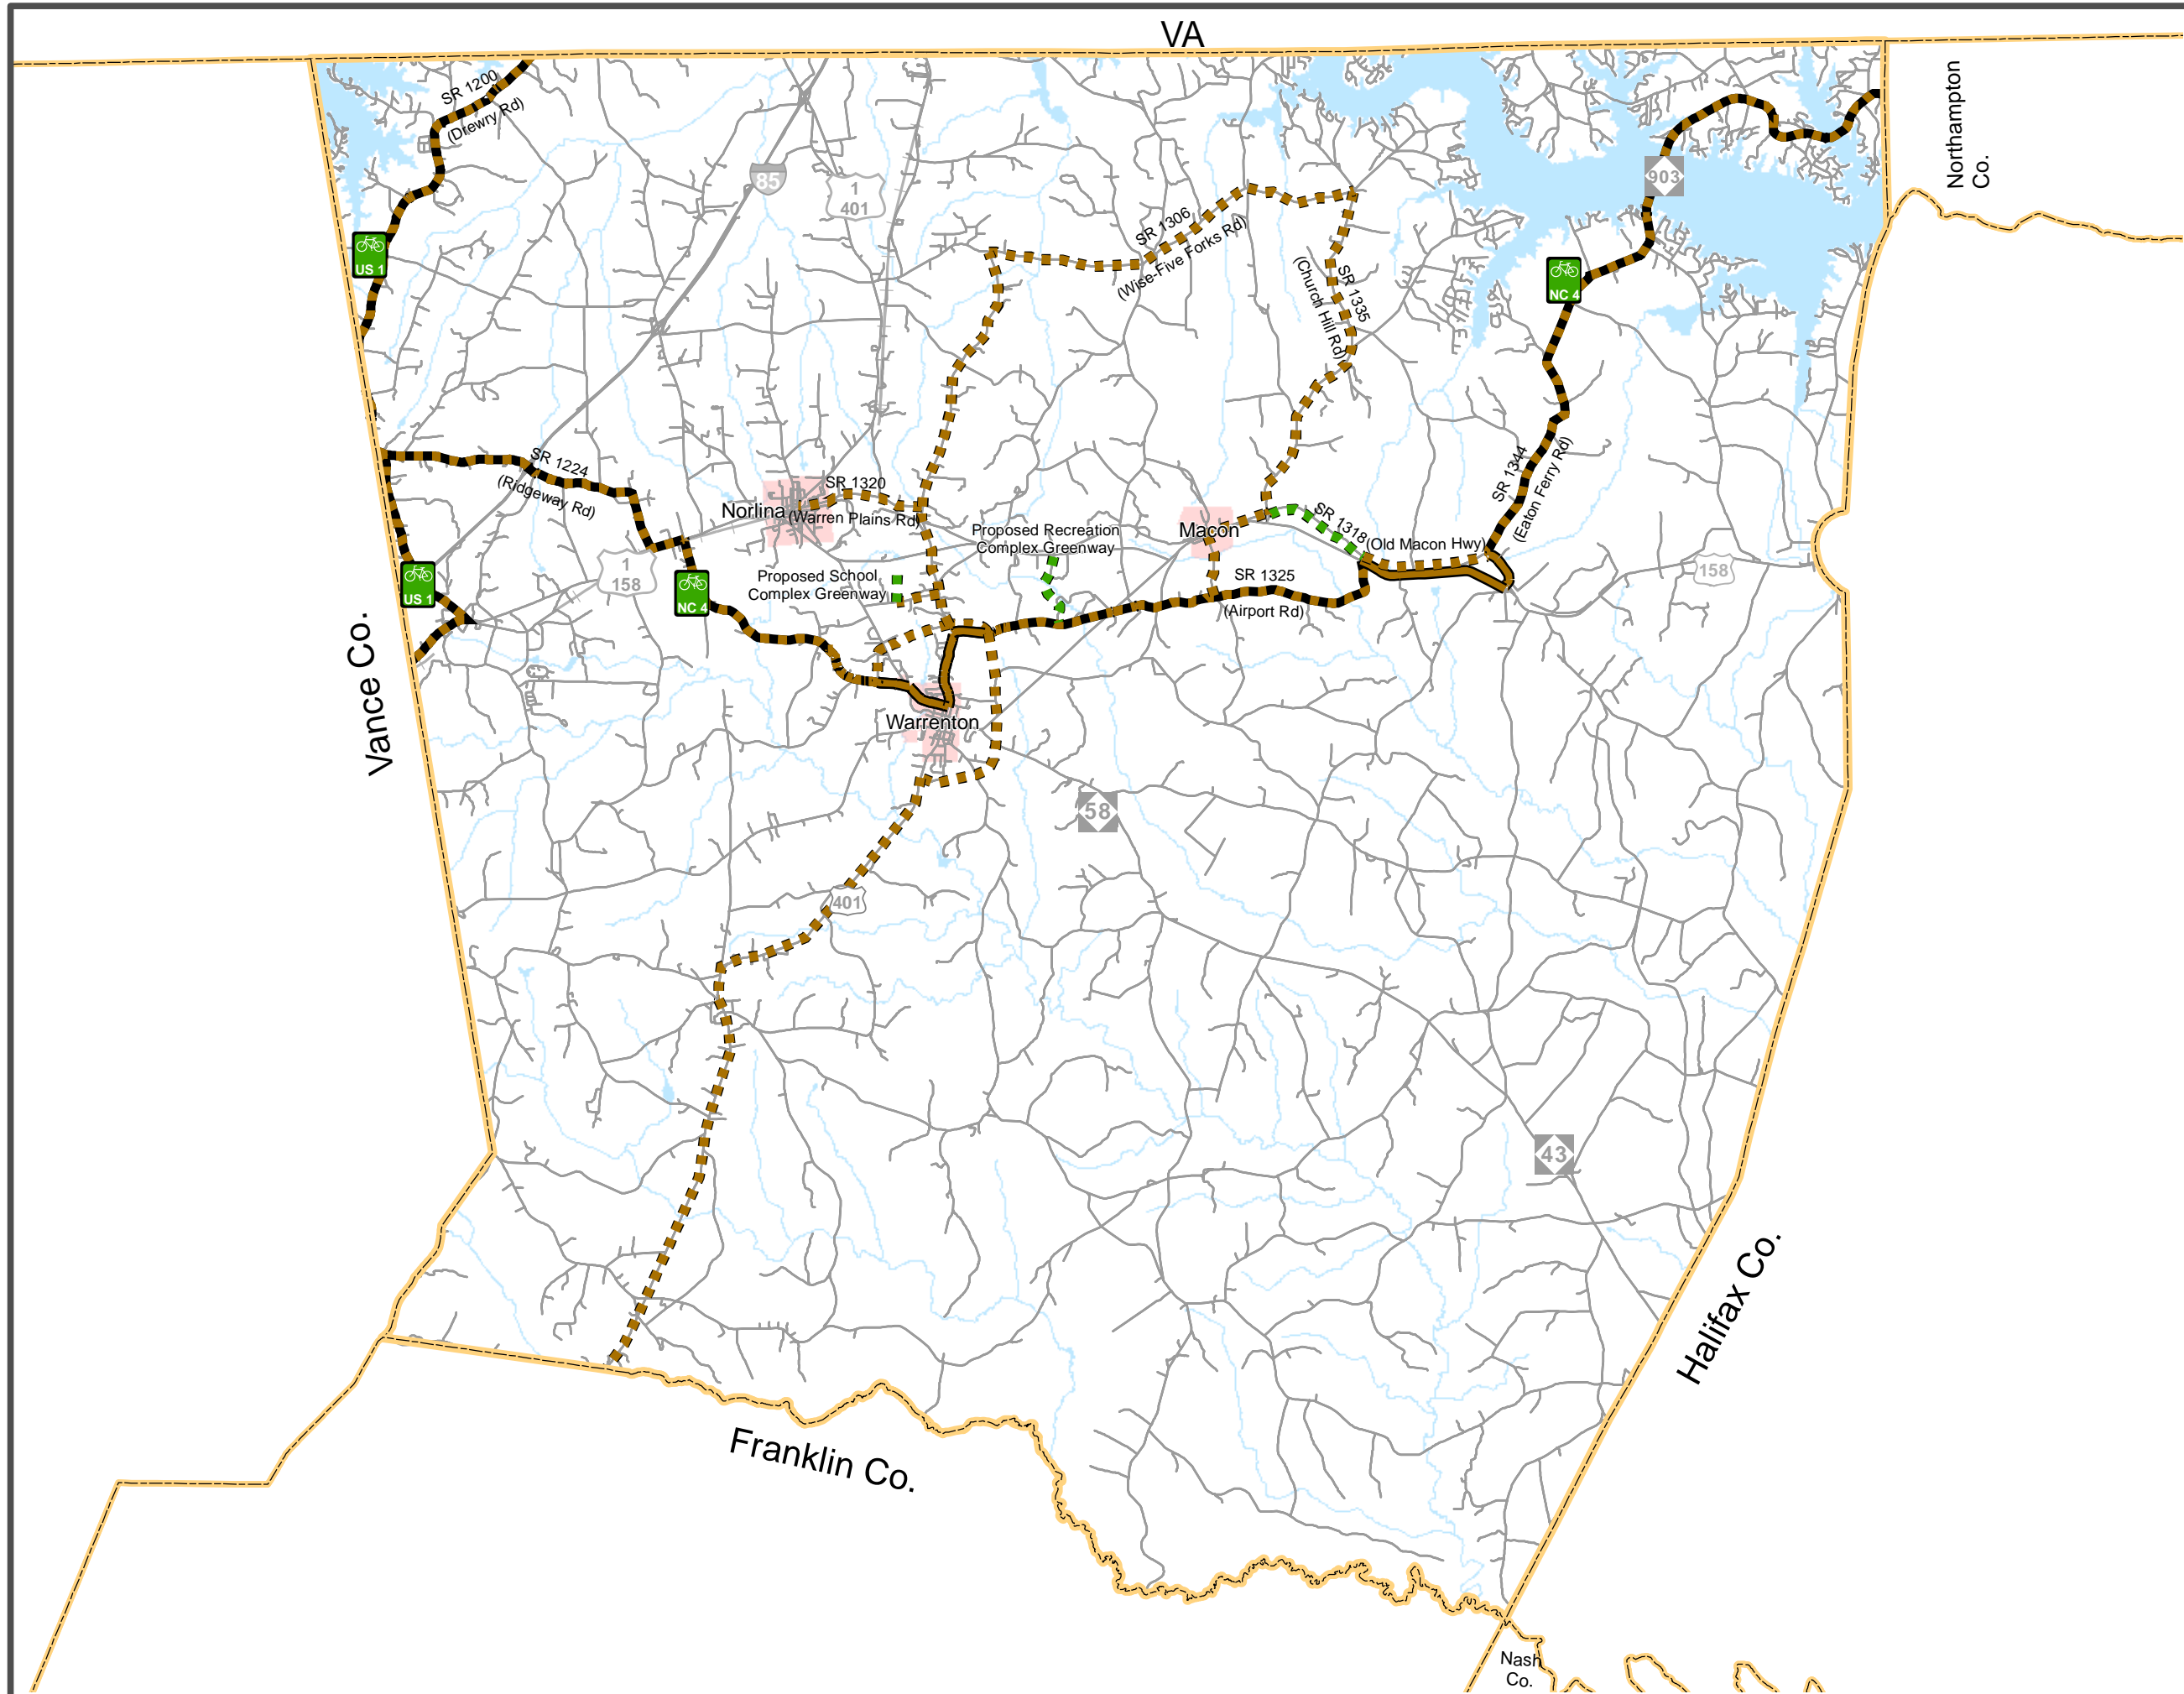 VA
SR 1200
(Drewry Rd)
Northampton
Co.
85
1
401
903
US 1
SR 1306
(Wise-Five Forks Rd)
NC 4
SR 1335
(Church Hill Rd)
SR 1224
(Ridgeway Rd)
SR 1320
Norlina
(Warren Plains Rd)
SR 1344
(Eaton Ferry Rd)
Proposed Recreation
Complex Greenway
Macon
SR 1318
(Old Macon Hwy)
US 1
1
158
NC 4
Proposed School
Complex Greenway
SR 1325
(Airport Rd)
158
Vance Co.
Warrenton
58
401
43
Halifax Co.
Franklin Co.
Nash
Co.